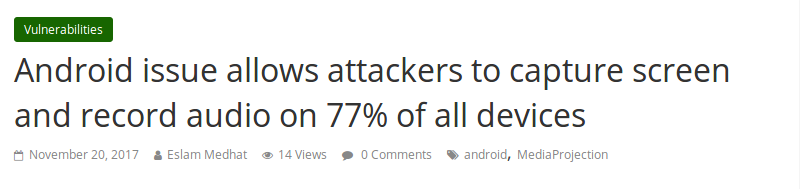 Vulnerabilities
Android issue allows attackers to capture screen
and record audio on 77% of all devices
November 20, 2017 Eslam Medhat 14 Views 0 Comments android, MediaProjection